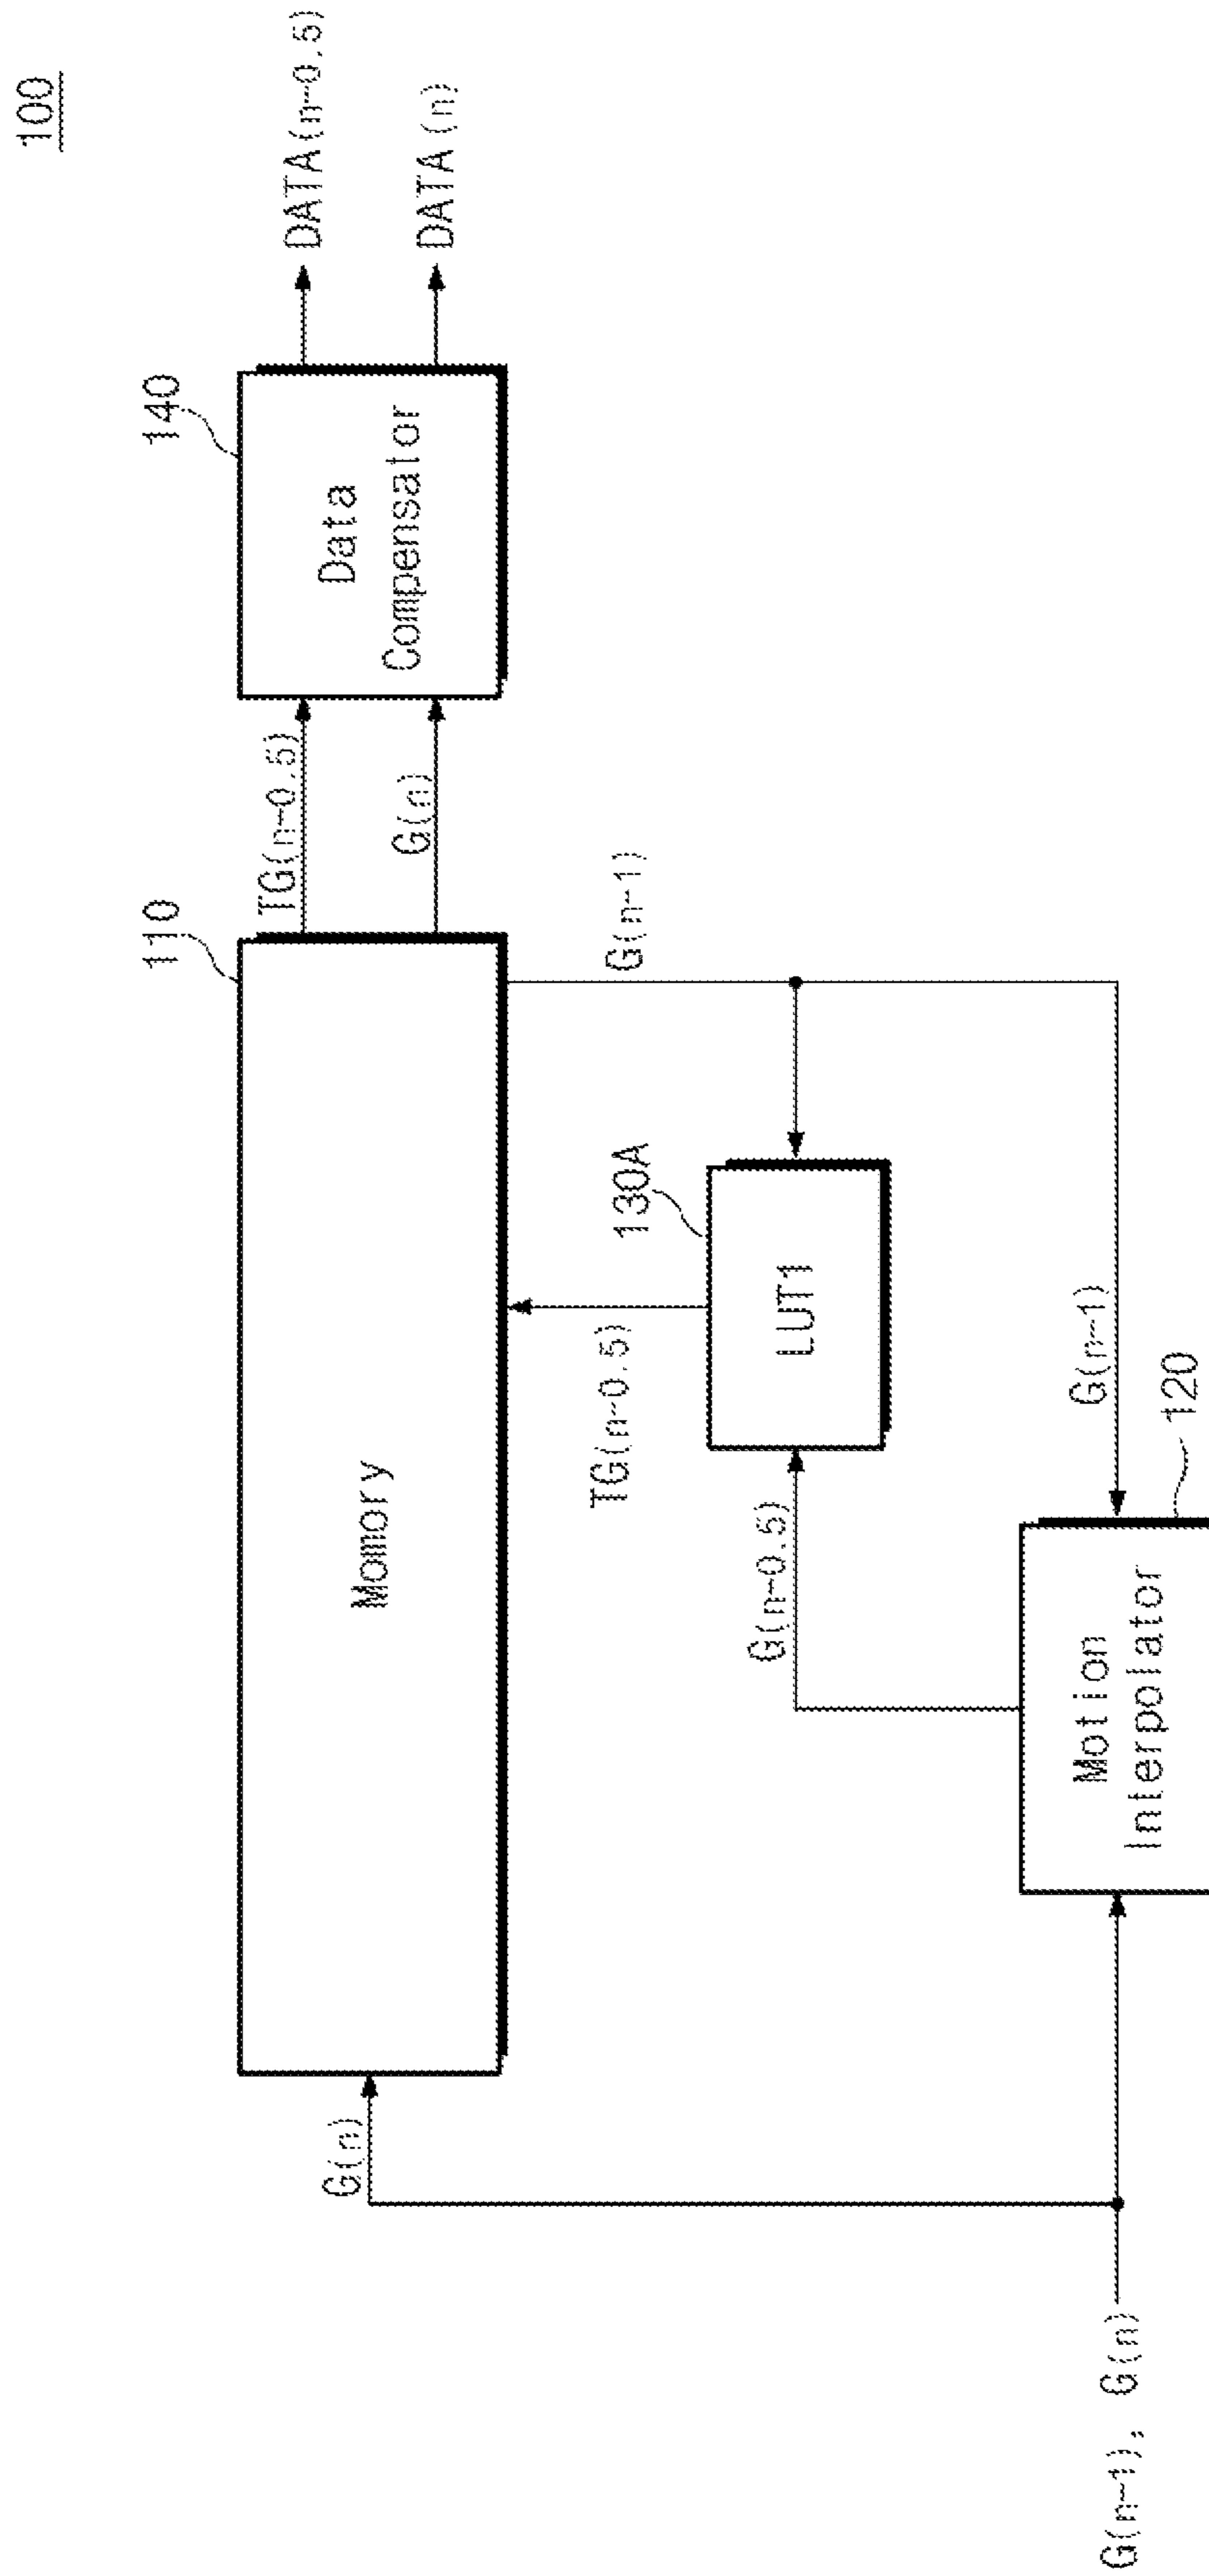 100
G(n-1), G(n)
G(n)
Momory
110
TG(n-0.5)
G(n)
Data
Compensator
140
DATA(n-0.5)
DATA(n)
G(n-1)
TG(n-0.5)
LUT1
130A
G(n-0.5)
G(n-1)
Motion
Interpolator
120